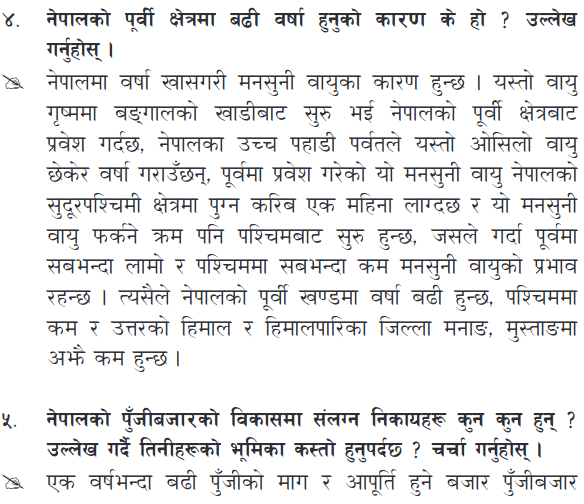 ४. नेपालको पूर्वी क्षेत्रमा बढी वर्षा हुनुको कारण के हो ? उल्लेख
गर्नुहोस् ।
नेपालमा वर्षा खासगरी मनसुनी वायुका कारण हुन्छ । यस्तो वायु
गृष्ममा बङ्गालको खाडीबाट सुरु भई नेपालको पूर्वी क्षेत्रबाट
प्रवेश गर्दछ, नेपालका उच्च पहाडी पर्वतले यस्तो ओसिलो वायु
छेकेर वर्षा गराउँछन्, पूर्वमा प्रवेश गरेको यो मनसुनी वायु नेपालको
सुदूरपश्चिमी क्षेत्रमा पुग्न करिब एक महिना लाग्दछ र यो मनसुनी
वायु फर्कने क्रम पनि पश्चिमबाट सुरु हुन्छ, जसले गर्दा पूर्वमा
सबभन्दा लामो र पश्चिममा सबभन्दा कम मनसुनी वायुको प्रभाव
रहन्छ । त्यसैले नेपालको पूर्वी खण्डमा वर्षा बढी हुन्छ, पश्चिममा
कम र उत्तरको हिमाल र हिमालपारिका जिल्ला मनाङ, मुस्ताङमा
अझै कम हुन्छ ।
५. नेपालको पुँजीबजारको विकासमा संलग्न निकायहरू कुन कुन हुन् ?
उल्लेख गर्दै तिनीहरूको भूमिका कस्तो हुनुपर्दछ ? चर्चा गर्नुहोस् ।
एक वर्षभन्दा बढी पुँजीको माग र आपूर्ति हुने बजार पुँजीबजार